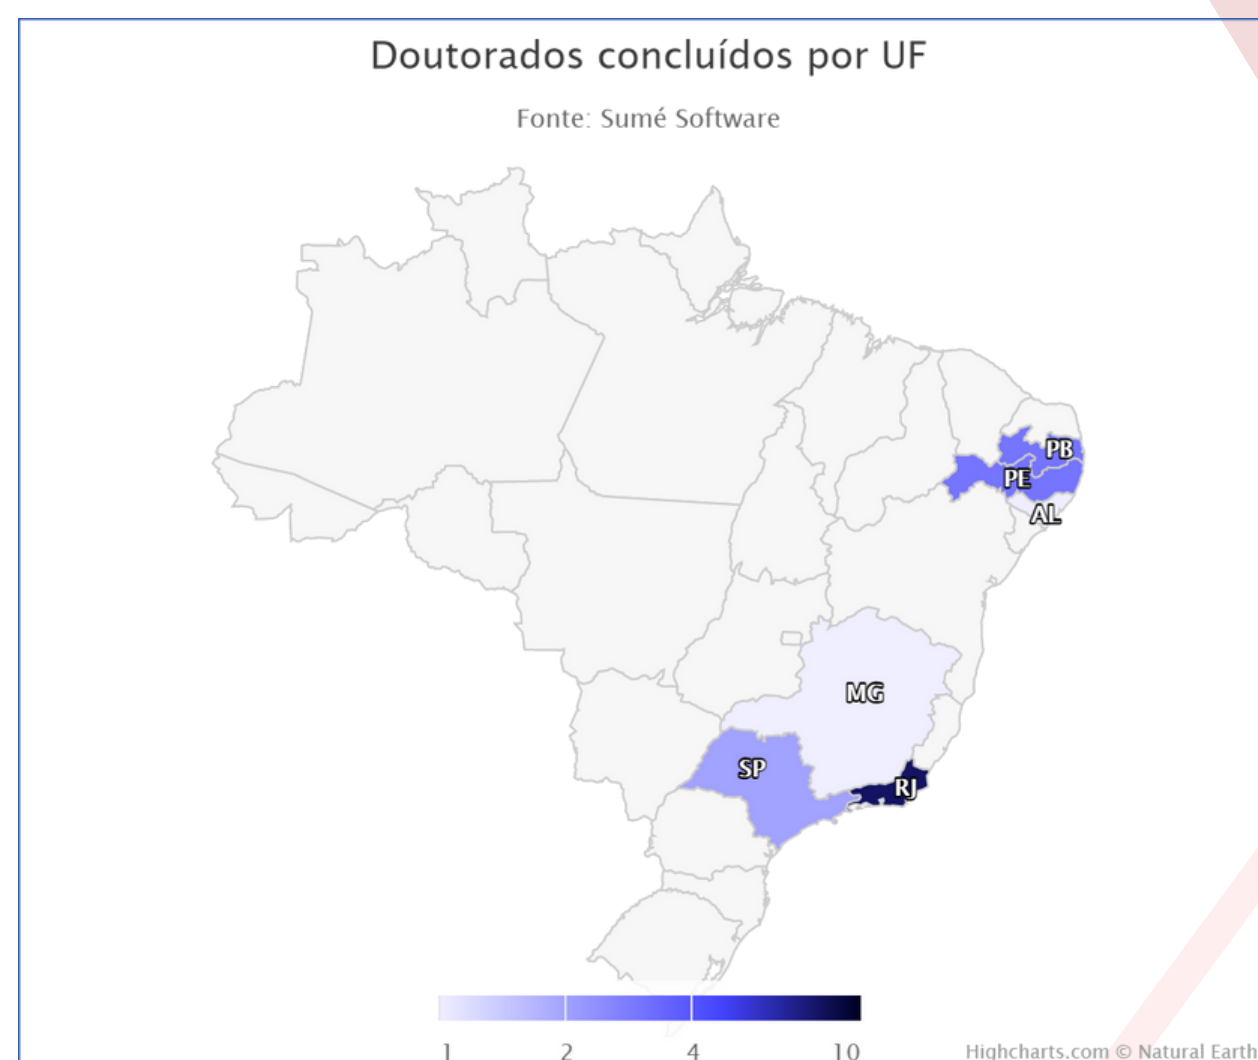 Doutorados concluídos por UF
Fonte: Sumé Software
PB
PE
AL
MG
SP
RJ
1 2 4 10
Highcharts.com © Natural Earth